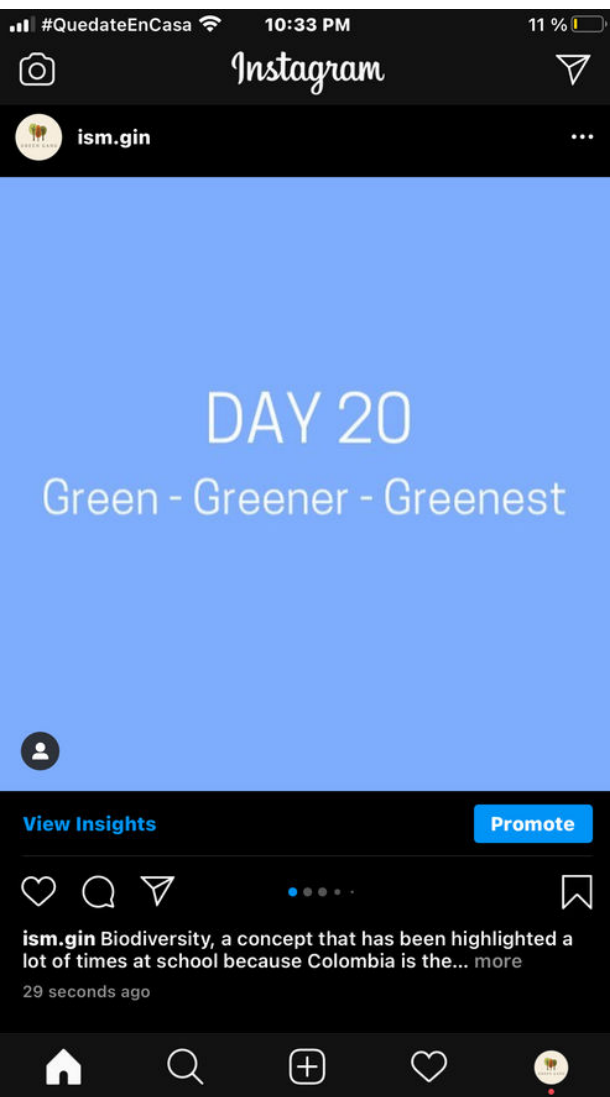 #QuedateEnCasa 10:33 PM 11 %
Instagram
ism.gin
DAY 20
Green - Greener - Greenest
View Insights
Promote
ism.gin Biodiversity, a concept that has been highlighted a
lot of times at school because Colombia is the... more
29 seconds ago